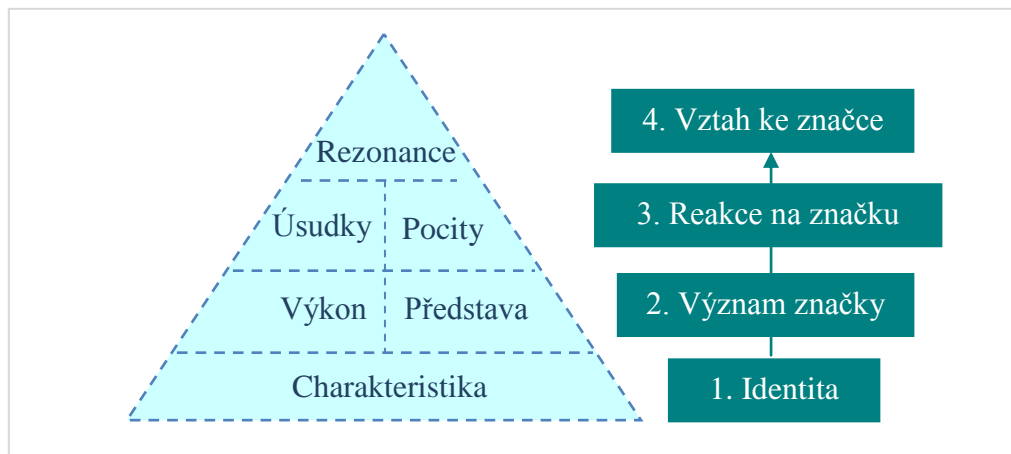 Rezonance
Úsudky Pocity
Výkon Představa
Charakteristika
4. Vztah ke značce
3. Reakce na značku
2. Význam značky
1. Identita